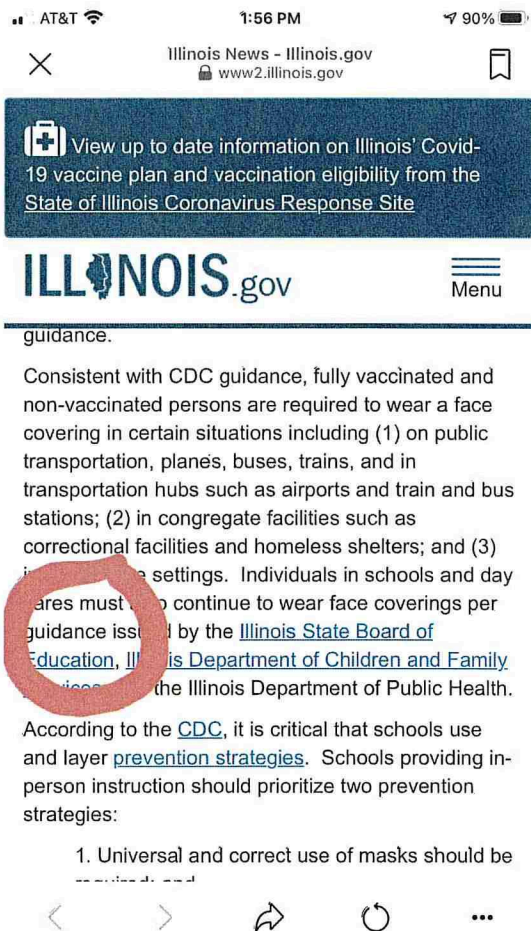 AT&T 1:56 PM 90%
Illinois News - Illinois.gov
www2.illinois.gov
View up to date information on Illinois' Covid-
19 vaccine plan and vaccination eligibility from the
State of Illinois Coronavirus Response Site
ILLINOIS.gov
Menu
guidance.
Consistent with CDC guidance, fully vaccinated and
non-vaccinated persons are required to wear a face
covering in certain situations including (1) on public
transportation, planes, buses, trains, and in
transportation hubs such as airports and train and bus
stations; (2) in congregate facilities such as
correctional facilities and homeless shelters; and (3)
settings. Individuals in schools and day
must continue to wear face coverings per
guidance by the Illinois State Board of
Education, Department of Children and Family
the Illinois Department of Public Health.
According to the CDC, it is critical that schools use
and layer prevention strategies. Schools providing in-
person instruction should prioritize two prevention
strategies:
1. Universal and correct use of masks should be